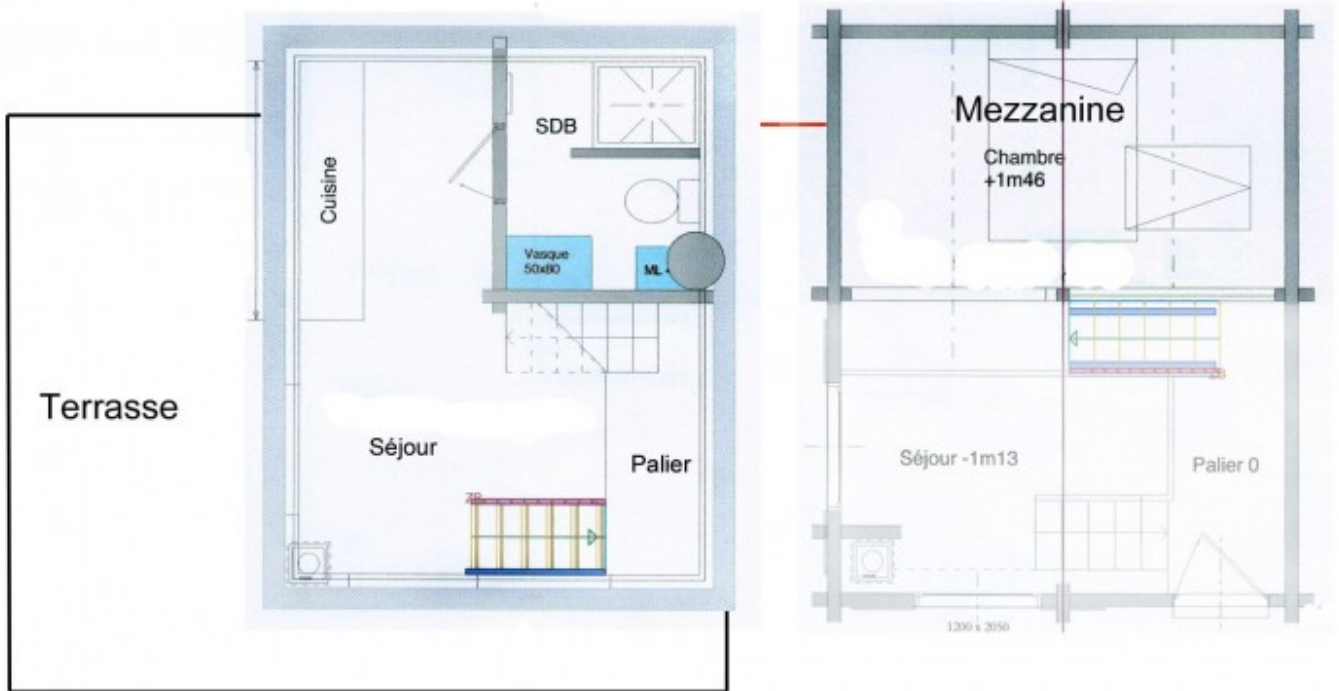 SDB
Cuisine
Vasque
50x80
ML
Terrasse
Séjour
Palier
Mezzanine
Chambre
+1m46
Séjour -1m13
Palier 0
1200 x 2050